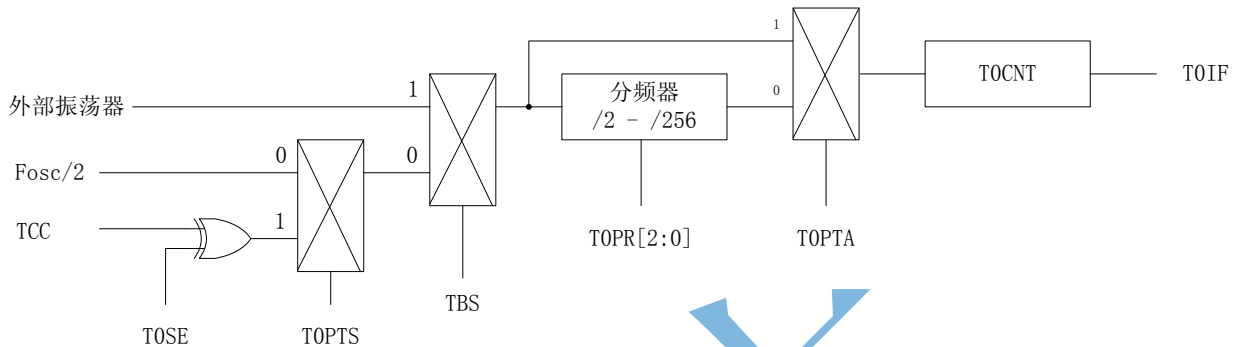 1
T0CNT
T0IF
外部振荡器
1
分频器
/2 - /256
0
Fosc/2
0
0
TCC
1
T0PR[2:0]
T0PTA
TBS
T0SE
T0PTS